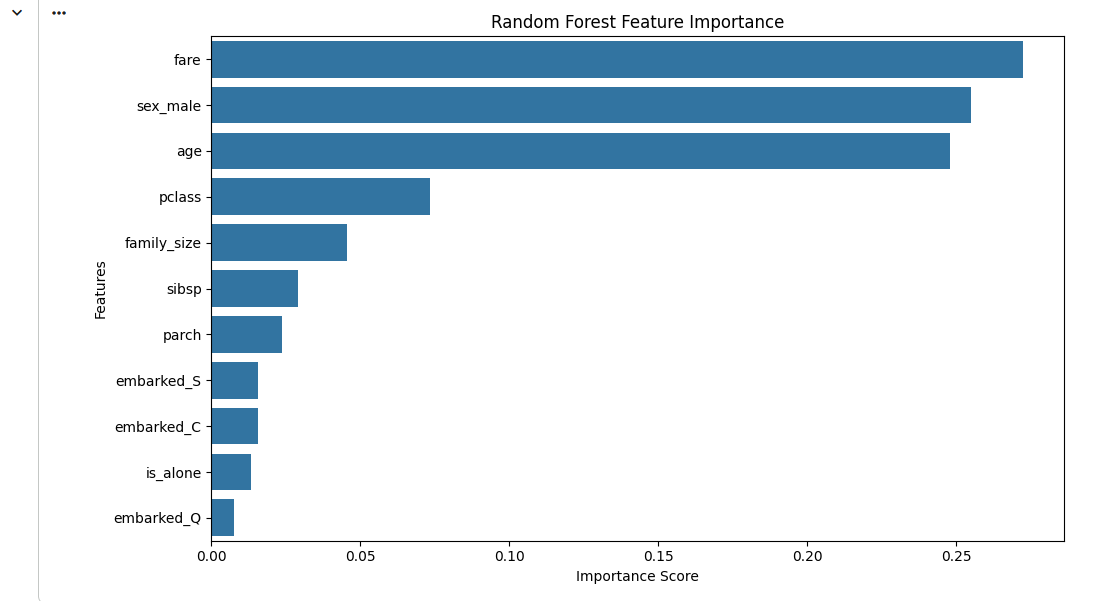 Random Forest Feature Importance
fare
sex_male
age
pclass
family_size
sibsp
parch
embarked_S
embarked_C
is_alone
embarked_Q
Features
0.00 0.05 0.10 0.15 0.20 0.25
Importance Score